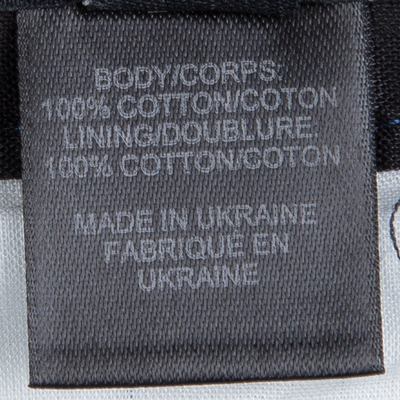 BODY/CORPS:
100% COTTON/COTON
LINING/DOUBLURE:
100% COTTON/COTON
MADE IN UKRAINE
FABRIQUÉ EN
UKRAINE